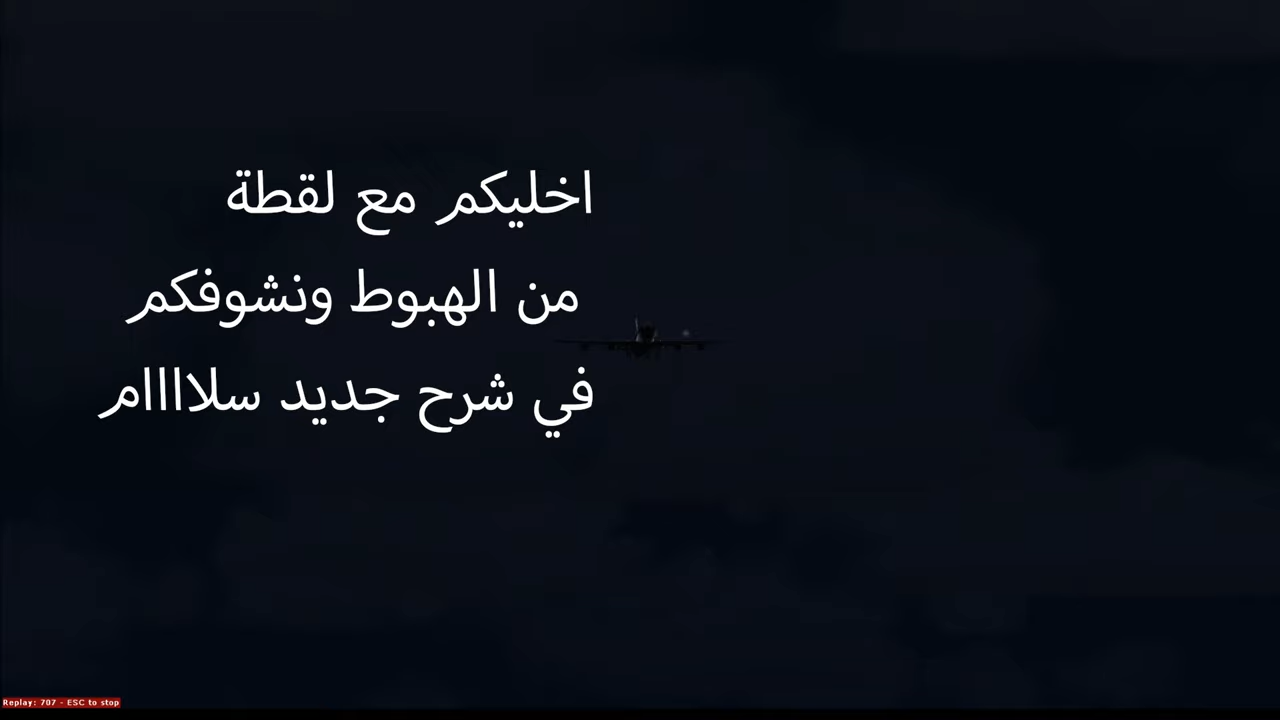 اخليكم مع لقطة
من الهبوط ونشوفكم
في شرح جديد سلاااام
Replay: 707 - ESC to stop